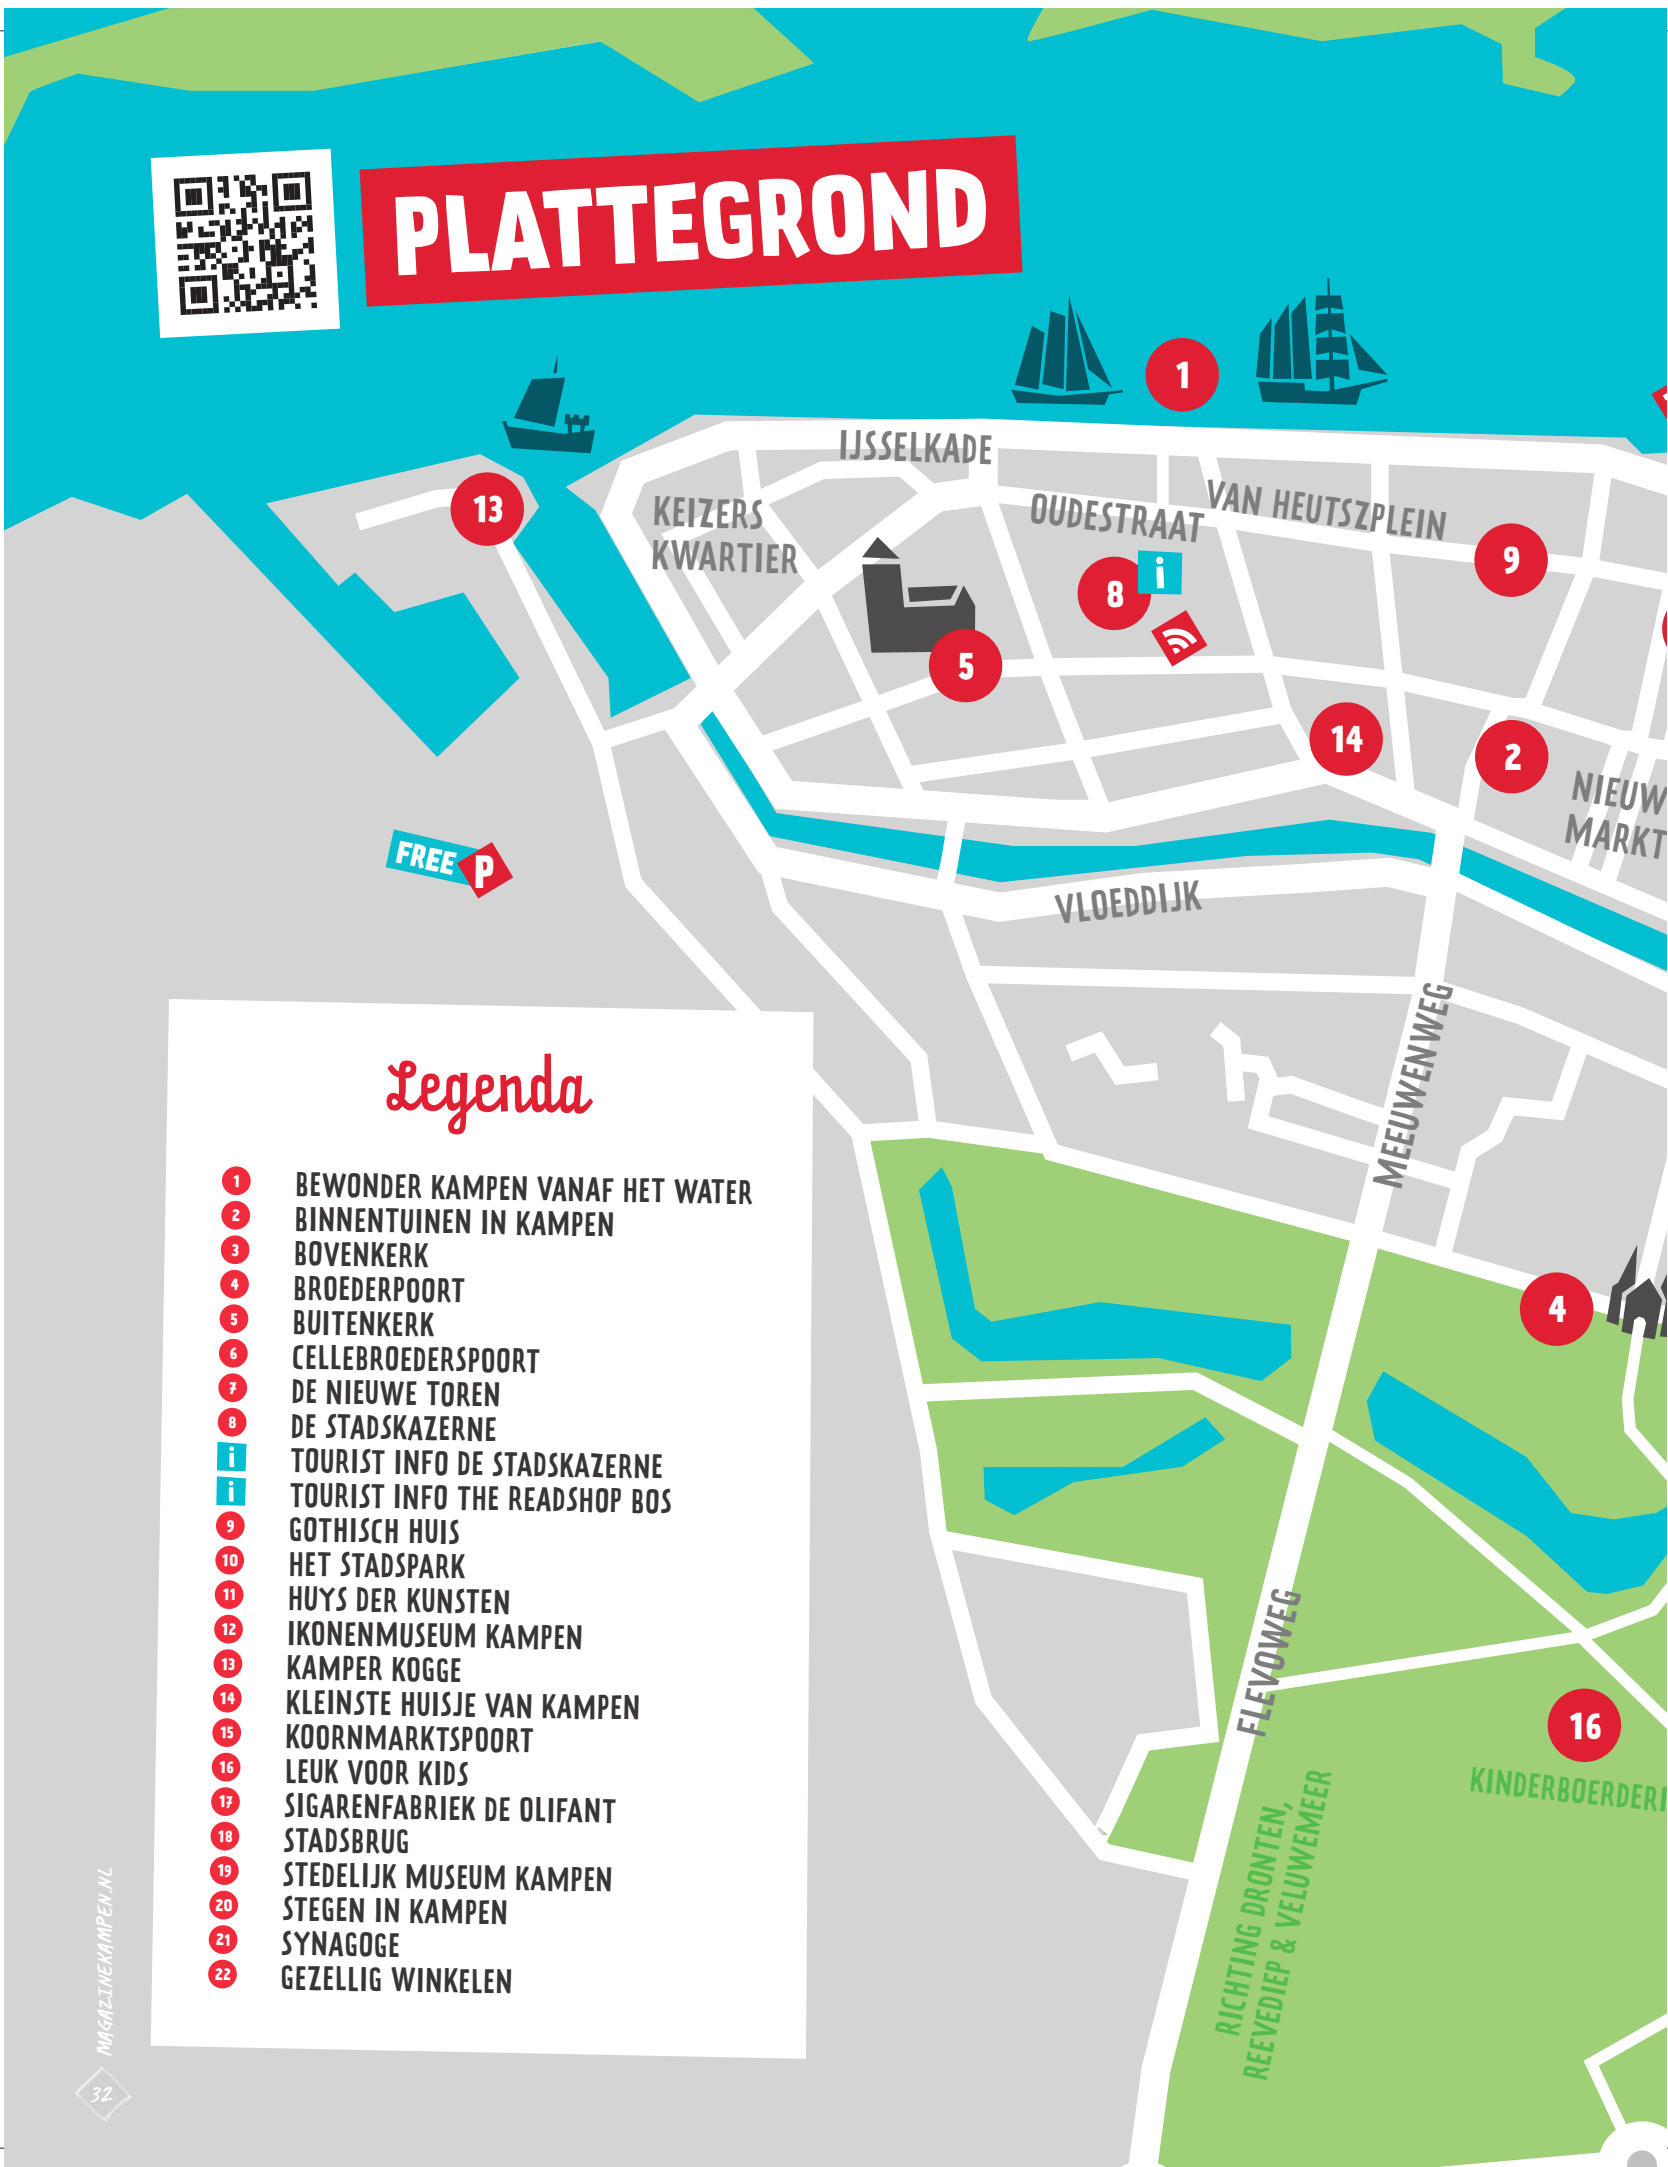 PLATTEGROND
1
IJSSELKADE
KEIZERS
KWARTIER
OUDESTRAAT
VAN HEUTSZPLEIN
13
9
8
i
5
14
2
NIEUW
MARKT
FREE P
VLOEDDIJK
MEEUWENWEG
4
FLEVOWEG
16
KINDERBOERDERI
RICHTING DRONTEN,
REEVEDIEP & VELUWEMEER
Legenda
1 BEWONDER KAMPEN VANAF HET WATER
2 BINNENTUINEN IN KAMPEN
3 BOVENKERK
4 BROEDERPOORT
5 BUITENKERK
6 CELLEBROEDERSPOORT
7 DE NIEUWE TOREN
8 DE STADSKAZERNE
i TOURIST INFO DE STADSKAZERNE
i TOURIST INFO THE READSHOP BOS
9 GOTHISCH HUIS
10 HET STADSPARK
11 HUYS DER KUNSTEN
12 IKONENMUSEUM KAMPEN
13 KAMPER KOGGE
14 KLEINSTE HUISJE VAN KAMPEN
15 KOORNMARKTSPOORT
16 LEUK VOOR KIDS
17 SIGARENFABRIEK DE OLIFANT
18 STADSBRUG
19 STEDELIJK MUSEUM KAMPEN
20 STEGEN IN KAMPEN
21 SYNAGOGE
22 GEZELLIG WINKELEN
MAGAZINEKAMPEN.NL
32